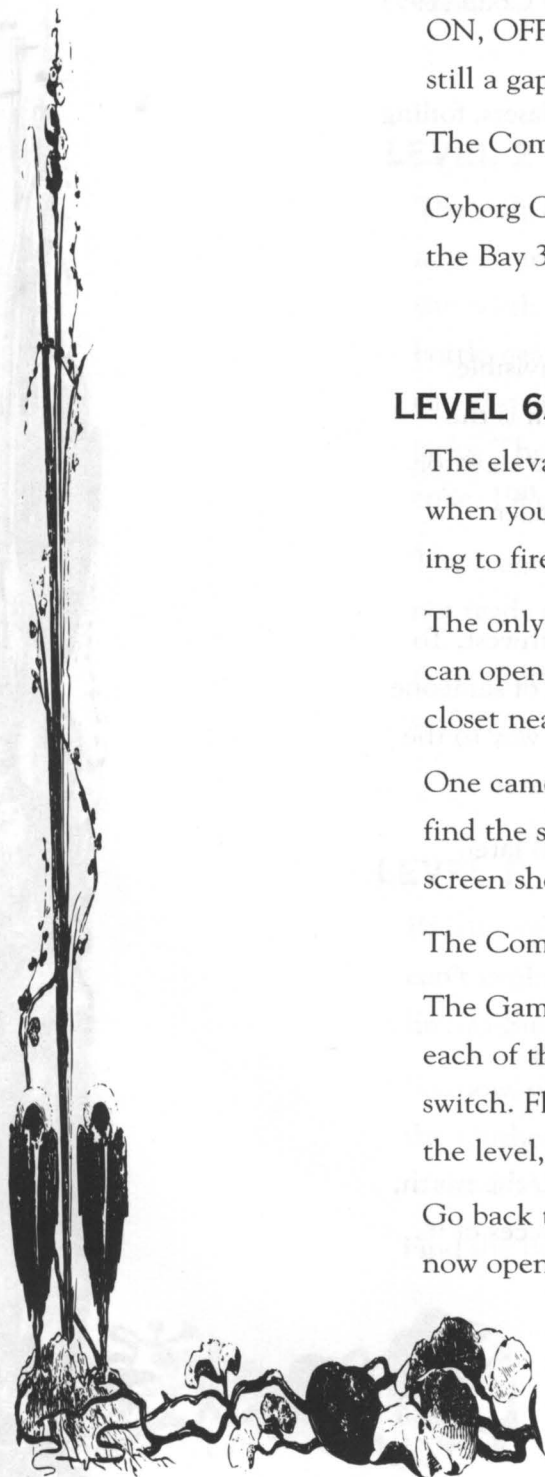 ON, OFF
still a gap
The Com
Cyborg C
the Bay 3
LEVEL 6
The eleva
when you
ing to fire
The only
can open
closet nea
One came
find the s
screen sho
The Com
The Gam
each of th
switch. Fl
the level,
Go back t
now open